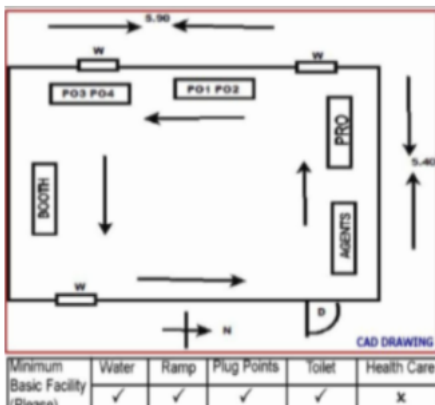 5.90
W
W
PO3 PO4
PO1 PO2
PRO
5.40
BOOTH
AGENTS
W
D
N
CAD DRAWING
Minimum Basic Facility (Please)
Water
Ramp
Plug Points
Toilet
Health Care
✓
✓
✓
✓
x